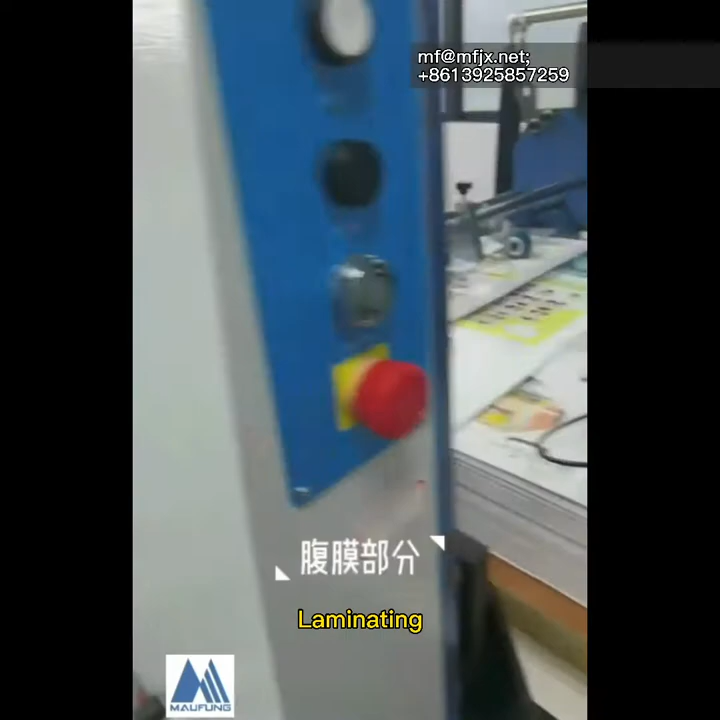 mf@mfjx.net;
+8613925857259
腹膜部分
Laminating
MAUFUNG